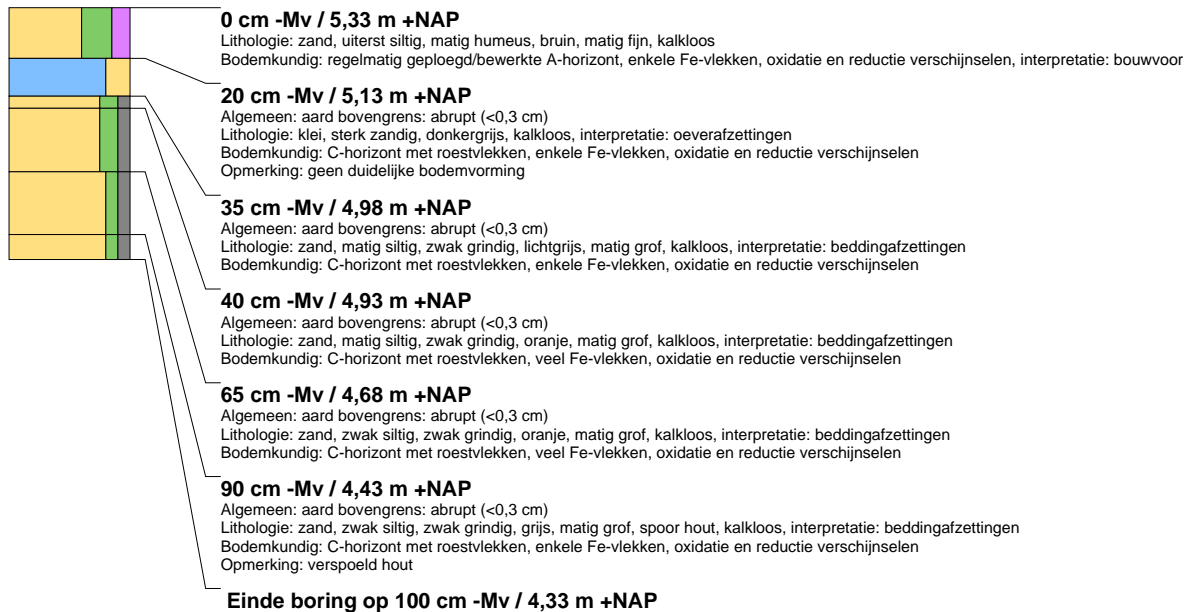 0 cm -Mv / 5,33 m +NAP
Lithologie: zand, uiterst siltig, matig humeus, bruin, matig fijn, kalkloos
Bodemkundig: regelmatig geploegd/bewerkte A-horizont, enkele Fe-vlekken, oxidatie en reductie verschijnselen, interpretatie: bouwvoor
20 cm -Mv / 5,13 m +NAP
Algemeen: aard bovengrens: abrupt (<0,3 cm)
Lithologie: klei, sterk zandig, donkergrijs, kalkloos, interpretatie: oeverafzettingen
Bodemkundig: C-horizont met roestvlekken, enkele Fe-vlekken, oxidatie en reductie verschijnselen
Opmerking: geen duidelijke bodemvorming
35 cm -Mv / 4,98 m +NAP
Algemeen: aard bovengrens: abrupt (<0,3 cm)
Lithologie: zand, matig siltig, zwak grindig, lichtgrijs, matig grof, kalkloos, interpretatie: beddingafzettingen
Bodemkundig: C-horizont met roestvlekken, enkele Fe-vlekken, oxidatie en reductie verschijnselen
40 cm -Mv / 4,93 m +NAP
Algemeen: aard bovengrens: abrupt (<0,3 cm)
Lithologie: zand, matig siltig, zwak grindig, oranje, matig grof, kalkloos, interpretatie: beddingafzettingen
Bodemkundig: C-horizont met roestvlekken, veel Fe-vlekken, oxidatie en reductie verschijnselen
65 cm -Mv / 4,68 m +NAP
Algemeen: aard bovengrens: abrupt (<0,3 cm)
Lithologie: zand, zwak siltig, zwak grindig, oranje, matig grof, kalkloos, interpretatie: beddingafzettingen
Bodemkundig: C-horizont met roestvlekken, veel Fe-vlekken, oxidatie en reductie verschijnselen
90 cm -Mv / 4,43 m +NAP
Algemeen: aard bovengrens: abrupt (<0,3 cm)
Lithologie: zand, zwak siltig, zwak grindig, grijs, matig grof, spoor hout, kalkloos, interpretatie: beddingafzettingen
Bodemkundig: C-horizont met roestvlekken, enkele Fe-vlekken, oxidatie en reductie verschijnselen
Opmerking: verspoeld hout
Einde boring op 100 cm -Mv / 4,33 m +NAP